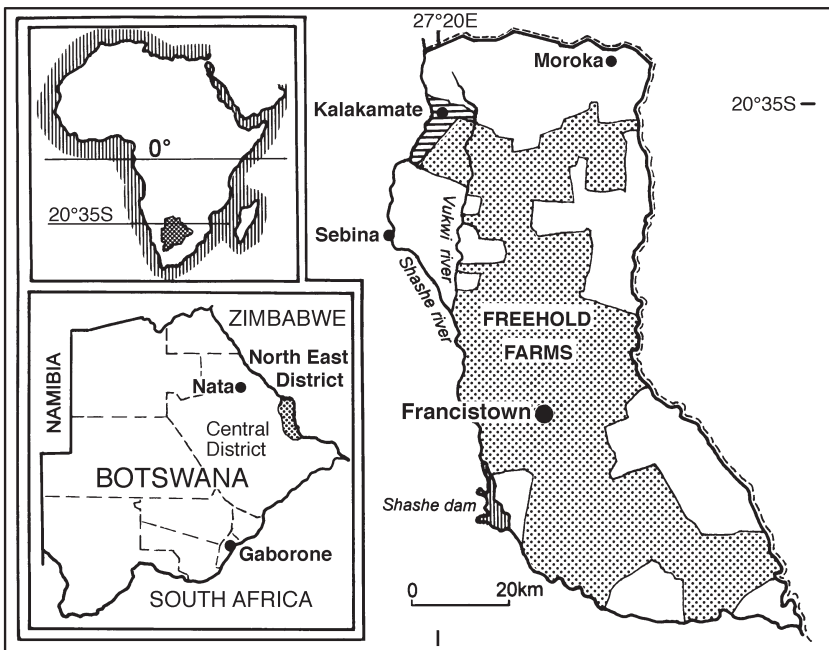 0°
20°35S
ZIMBABWE
North East
District
NAMIBIA
Nata
Central
District
BOTSWANA
Gaborone
SOUTH AFRICA
27°20E
Moroka
20°35S
Kalakamate
Vukwi river
Sebina
Shashe river
FREEHOLD
FARMS
Francistown
Shashe dam
0 20km